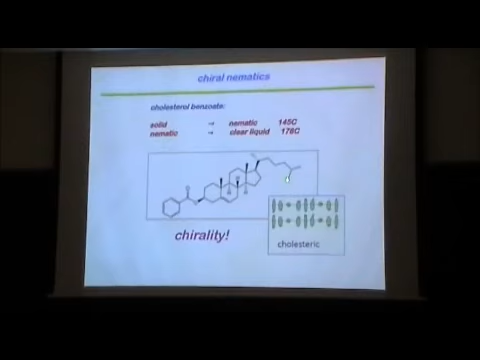 chiral nematics
cholesterol benzoate:
solid → nematic 145C
nematic → clear liquid 178C
chirality!
cholesteric